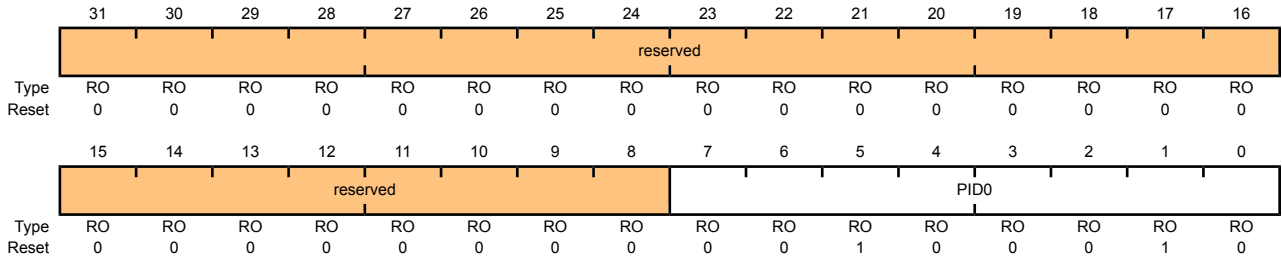 31 30 29 28 27 26 25 24 23 22 21 20 19 18 17 16
reserved
Type RO RO RO RO RO RO RO RO RO RO RO RO RO RO RO RO
Reset 0 0 0 0 0 0 0 0 0 0 0 0 0 0 0 0
15 14 13 12 11 10 9 8 7 6 5 4 3 2 1 0
reserved PID0
Type RO RO RO RO RO RO RO RO RO RO RO RO RO RO RO RO
Reset 0 0 0 0 0 0 0 0 0 0 1 0 0 0 1 0